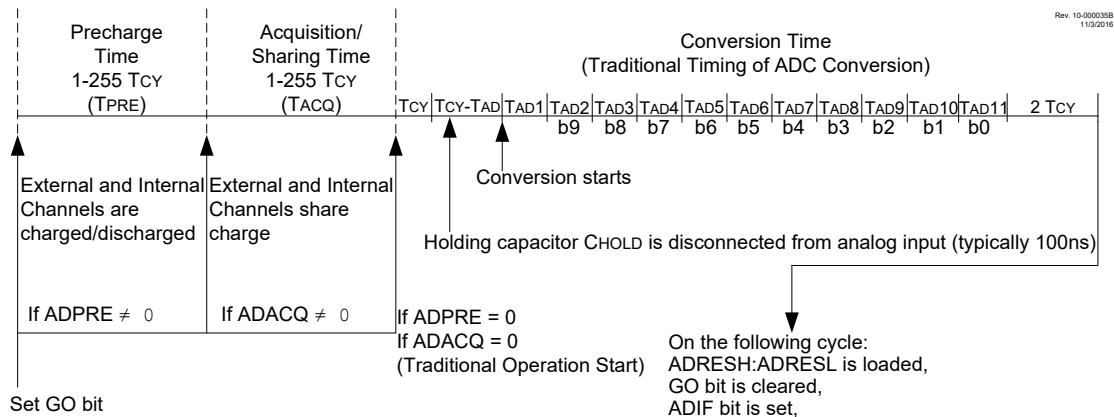 Rev. 10-000035B
11/3/2016
Precharge
Time
1-255 TCY
(TPRE)
Acquisition/
Sharing Time
1-255 TCY
(TACQ)
Conversion Time
(Traditional Timing of ADC Conversion)
TCY TCY-TAD TAD1 TAD2 TAD3 TAD4 TAD5 TAD6 TAD7 TAD8 TAD9 TAD10 TAD11 2 TCY
b9 b8 b7 b6 b5 b4 b3 b2 b1 b0
External and Internal
Channels are
charged/discharged
External and Internal
Channels share
charge
Conversion starts
Holding capacitor CHOLD is disconnected from analog input (typically 100ns)
If ADPRE ≠ 0
If ADACQ ≠ 0
If ADPRE = 0
If ADACQ = 0
(Traditional Operation Start)
On the following cycle:
ADRESH:ADRESL is loaded,
GO bit is cleared,
ADIF bit is set,
Set GO bit